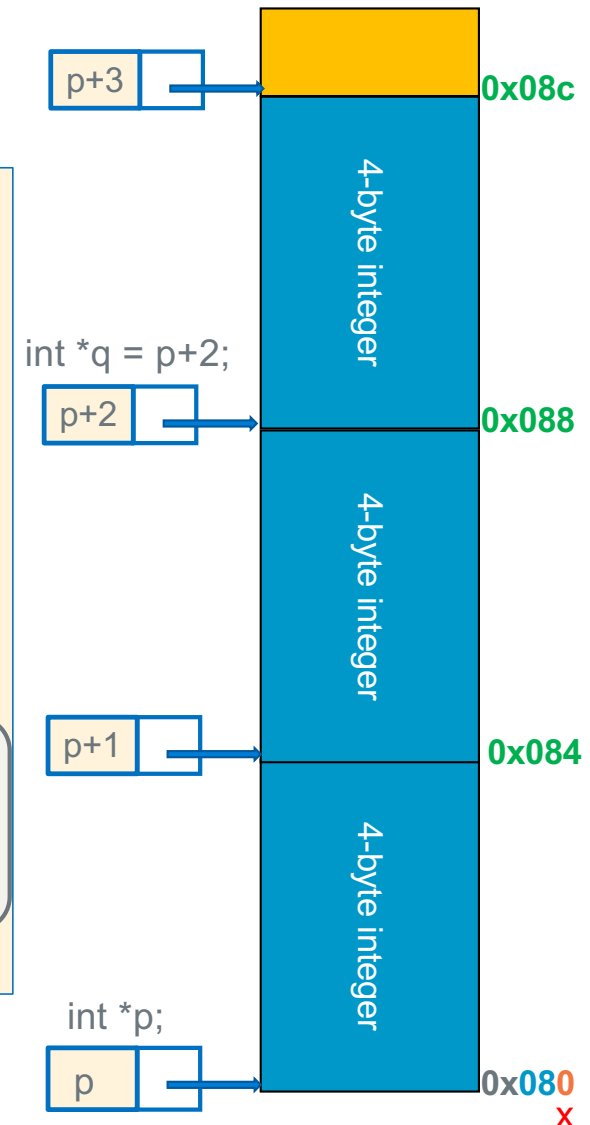 p+3
0x08c
4-byte integer
int *q = p+2;
p+2
0x088
4-byte integer
p+1
0x084
4-byte integer
int *p;
p
0x080
x